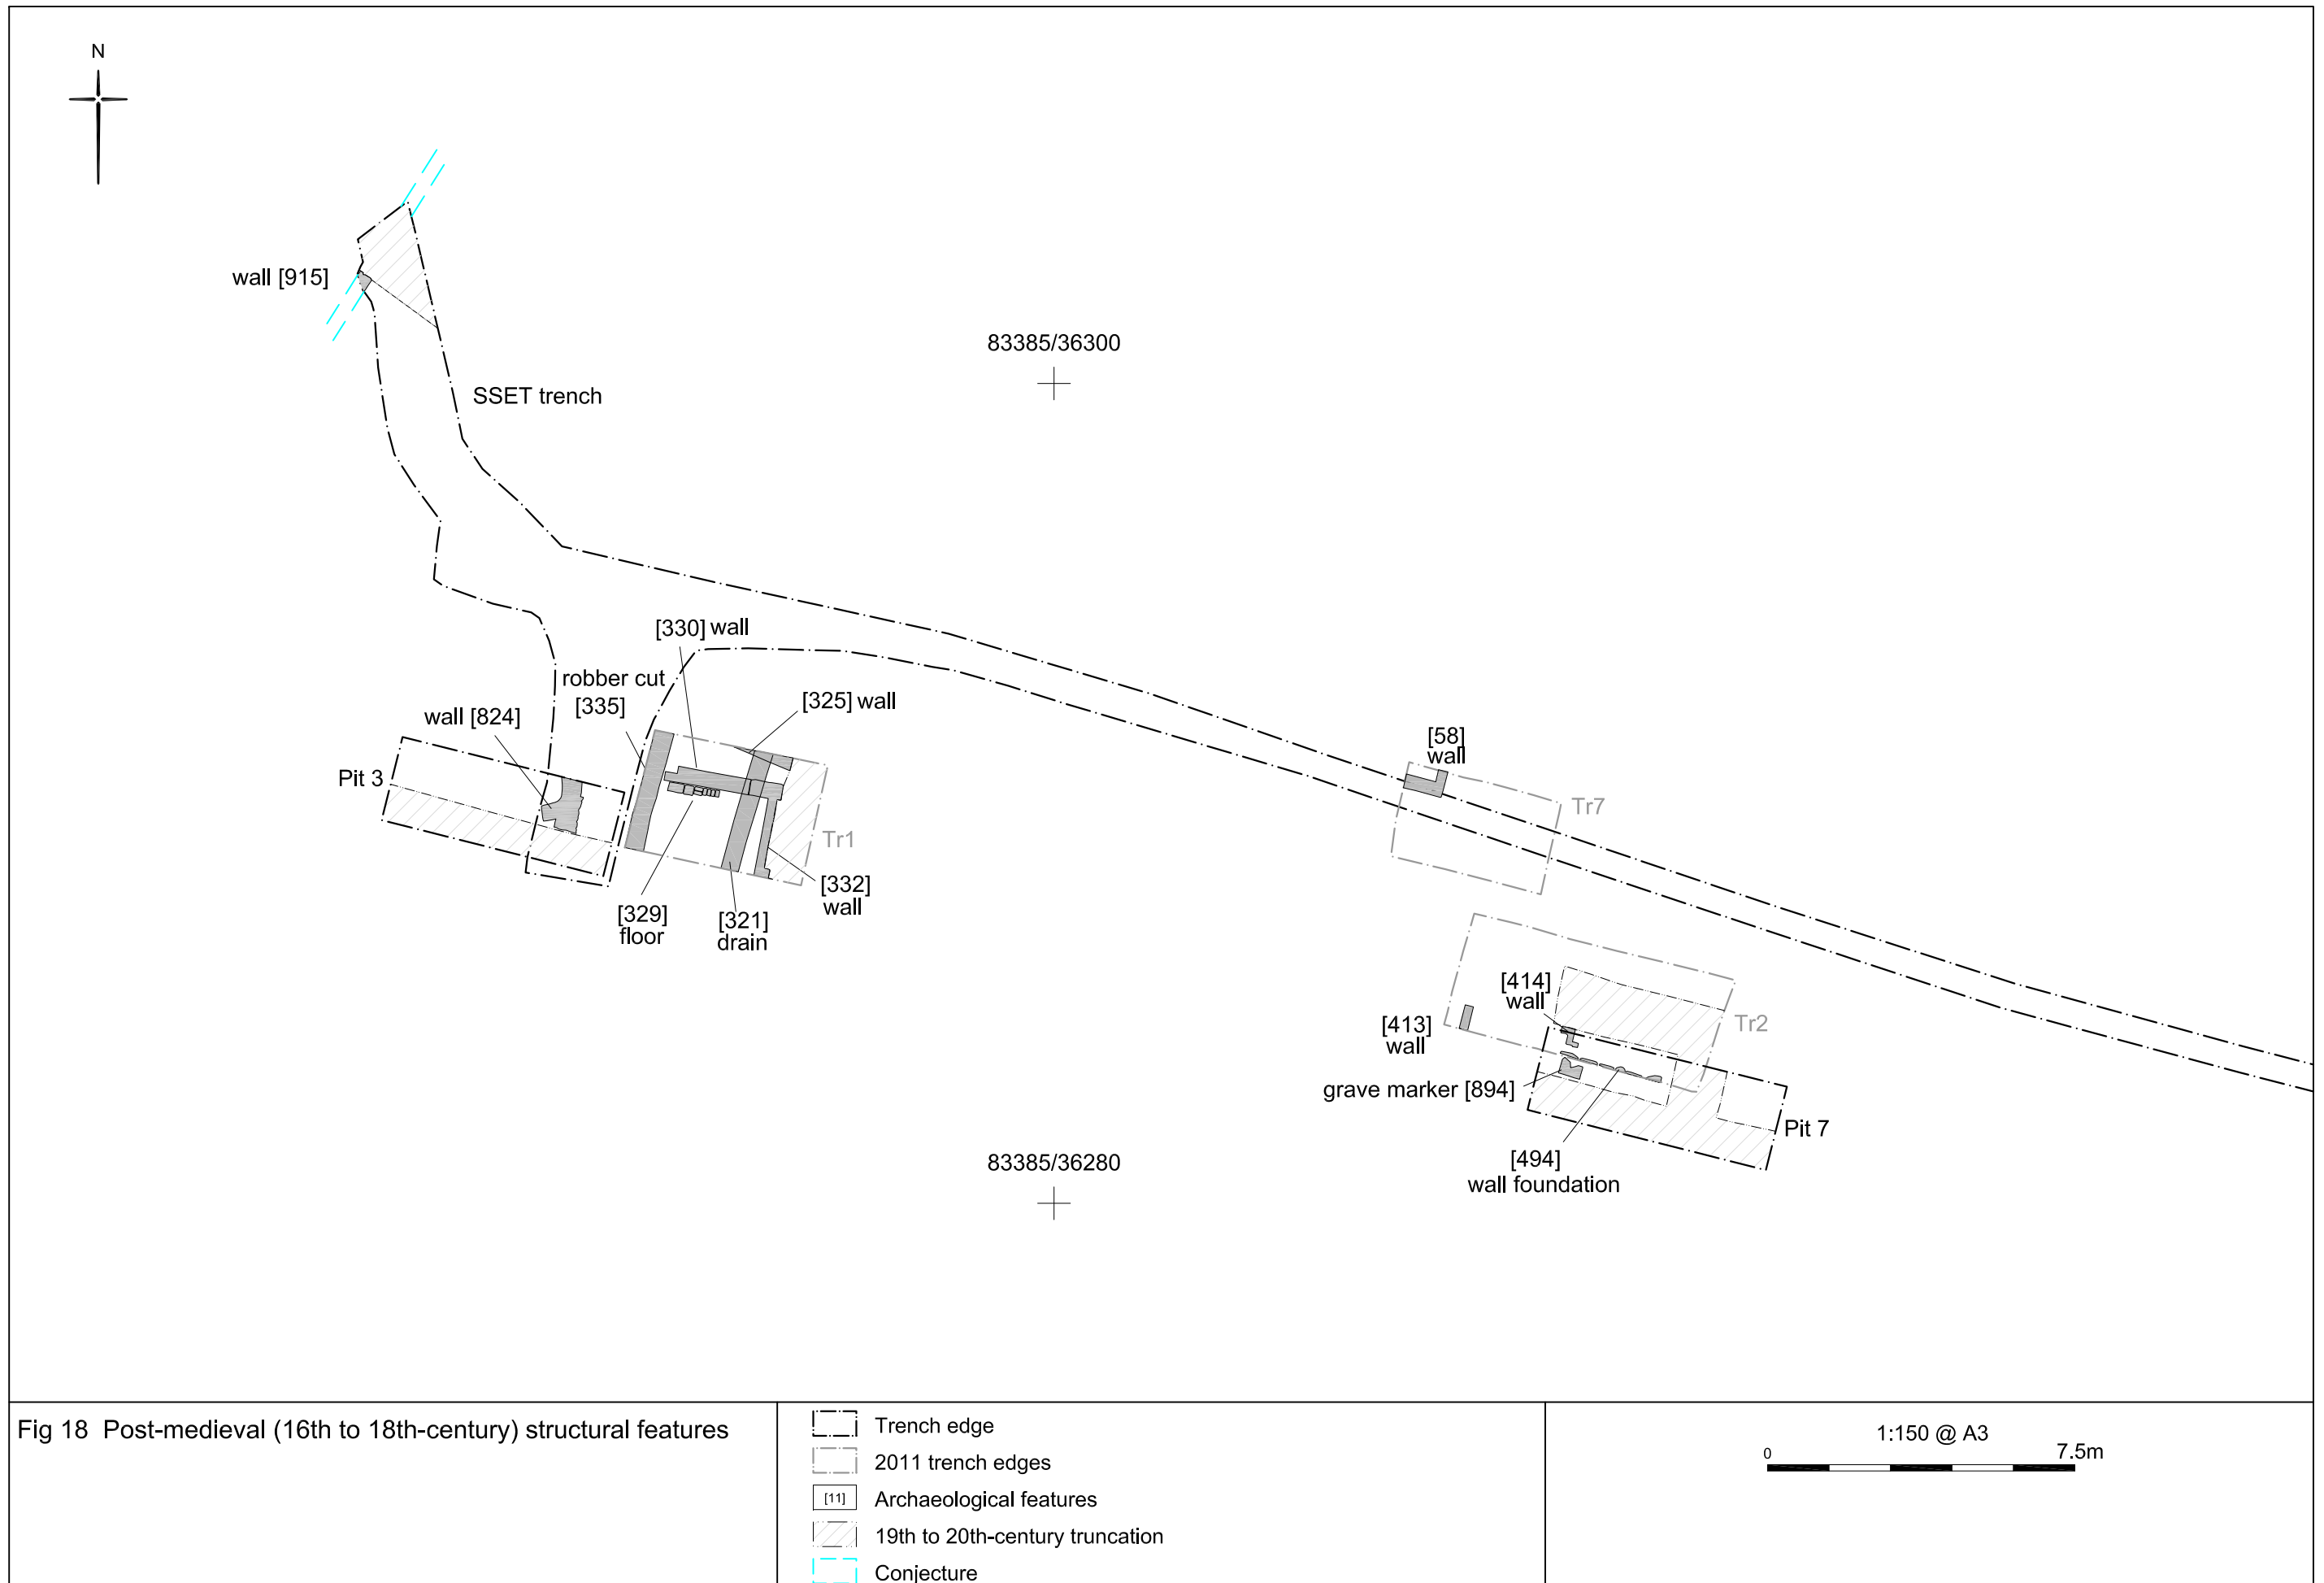 N
wall [915]
83385/36300
SSET trench
[330] wall
robber cut
[335]
[325] wall
wall [824]
[58]
wall
Pit 3
Tr7
Tr1
[332]
wall
[329]
floor
[321]
drain
[414]
wall
[413]
wall
Tr2
grave marker [894]
Pit 7
83385/36280
[494]
wall foundation
Fig 18 Post-medieval (16th to 18th-century) structural features
Trench edge
2011 trench edges
[11] Archaeological features
19th to 20th-century truncation
Conjecture
1:150 @ A3
0 7.5m